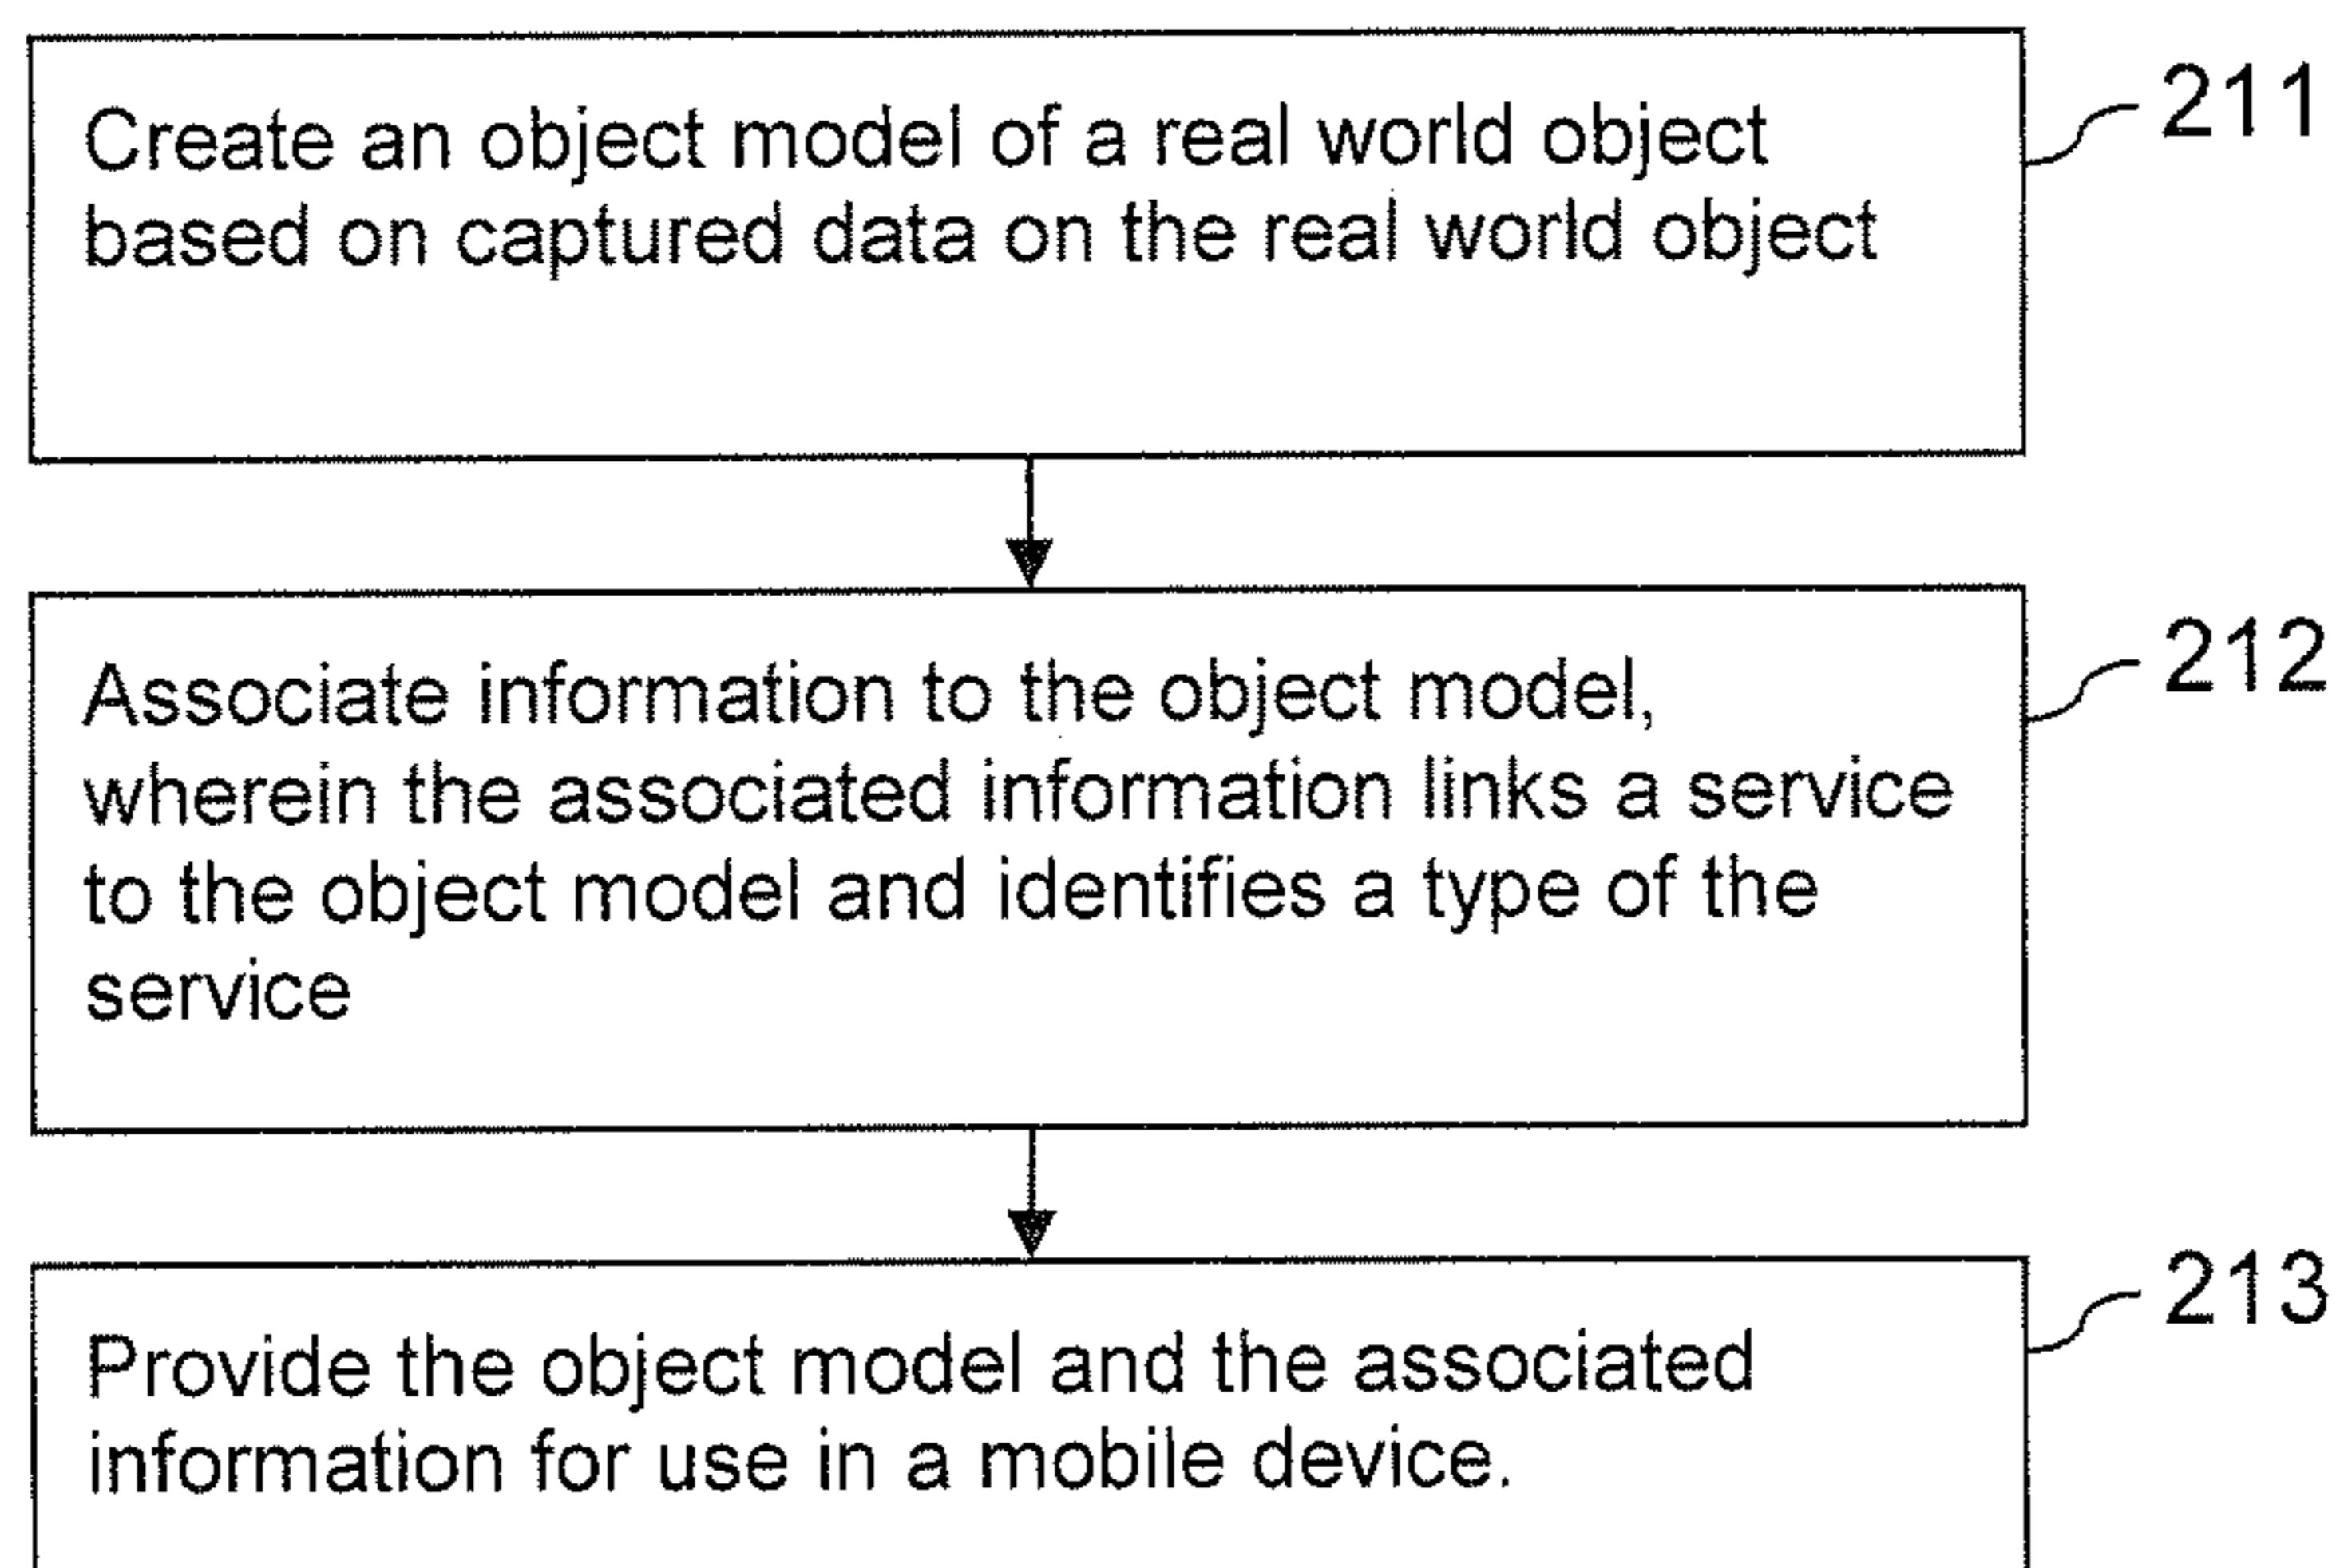 Create an object model of a real world object
based on captured data on the real world object
211
Associate information to the object model,
wherein the associated information links a service
to the object model and identifies a type of the
service
212
Provide the object model and the associated
information for use in a mobile device.
213